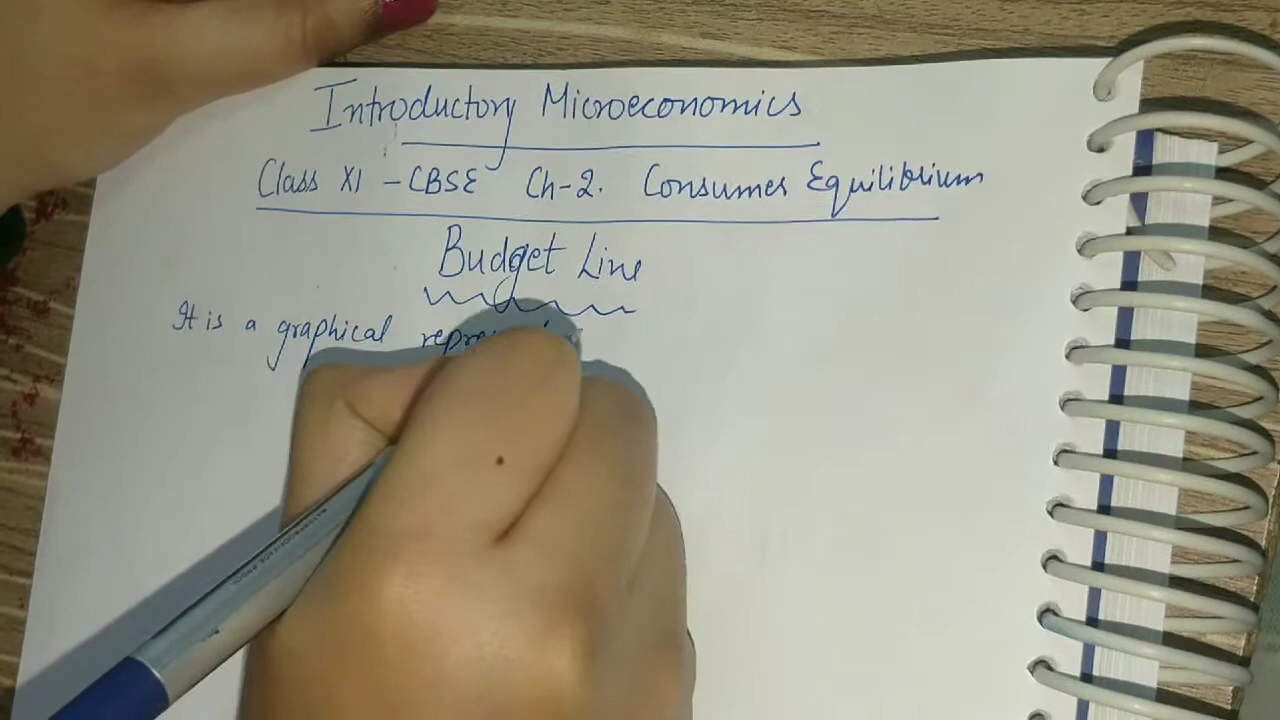 Introductory Microeconomics
Class XI - CBSE Ch-2. Consumer Equilibrium
Budget Line
It is a graphical